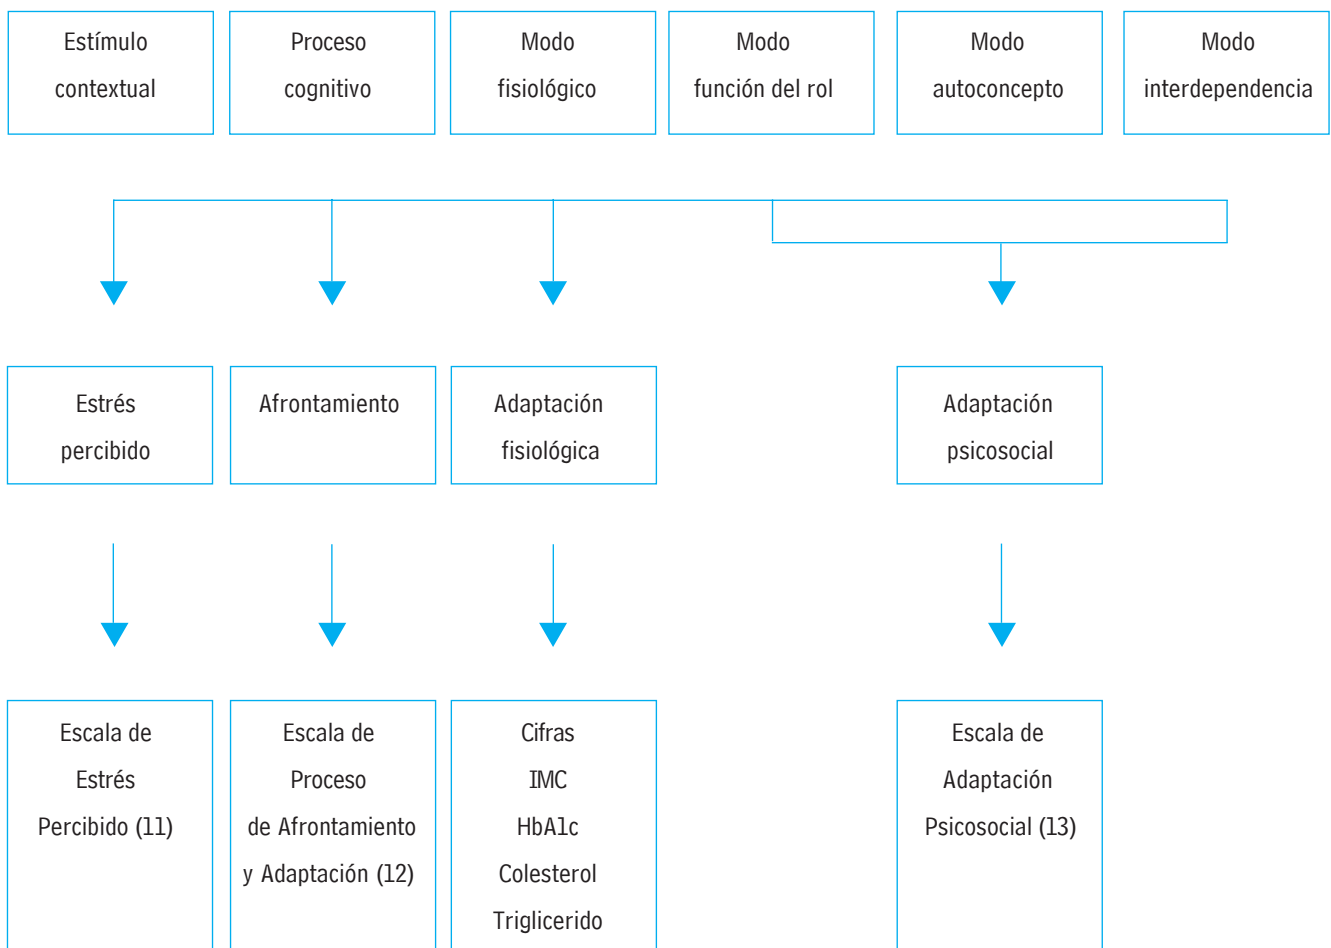 Estímulo
contextual
Proceso
cognitivo
Modo
fisiológico
Modo
función del rol
Modo
autoconcepto
Modo
interdependencia
Estrés
percibido
Afrontamiento
Adaptación
fisiológica
Adaptación
psicosocial
Escala de
Estrés
Percibido (11)
Escala de
Proceso
de Afrontamiento
y Adaptación (12)
Cifras
IMC
HbA1c
Colesterol
Triglicerido
Escala de
Adaptación
Psicosocial (13)